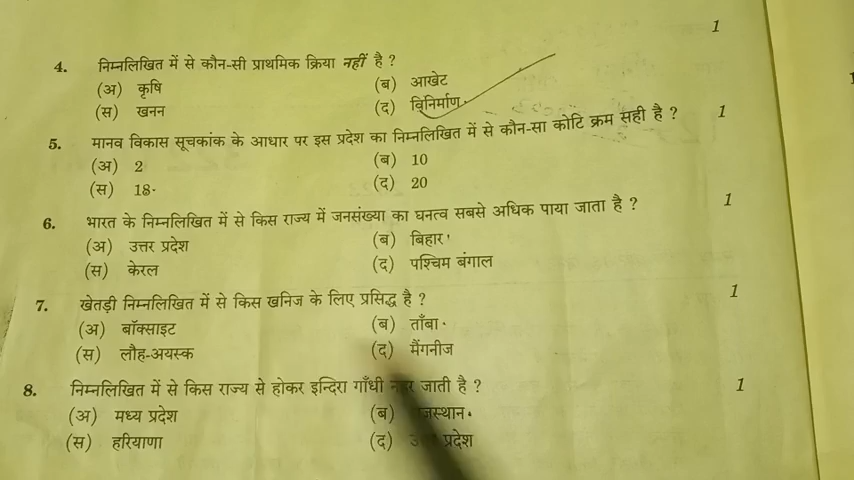 1
4. निम्नलिखित में से कौन-सी प्राथमिक क्रिया नहीं है ?
(अ) कृषि (ब) आखेट
(स) खनन (द) विनिर्माण
5. मानव विकास सूचकांक के आधार पर इस प्रदेश का निम्नलिखित में से कौन-सा कोटि क्रम सही है ? 1
(अ) 2 (ब) 10
(स) 18 (द) 20
6. भारत के निम्नलिखित में से किस राज्य में जनसंख्या का घनत्व सबसे अधिक पाया जाता है ? 1
(अ) उत्तर प्रदेश (ब) बिहार
(स) केरल (द) पश्चिम बंगाल
7. खेतड़ी निम्नलिखित में से किस खनिज के लिए प्रसिद्ध है ? 1
(अ) बॉक्साइट (ब) ताँबा
(स) लौह-अयस्क (द) मैंगनीज
8. निम्नलिखित में से किस राज्य से होकर इन्दिरा गाँधी नहर जाती है ? 1
(अ) मध्य प्रदेश (ब) राजस्थान
(स) हरियाणा (द) प्रदेश